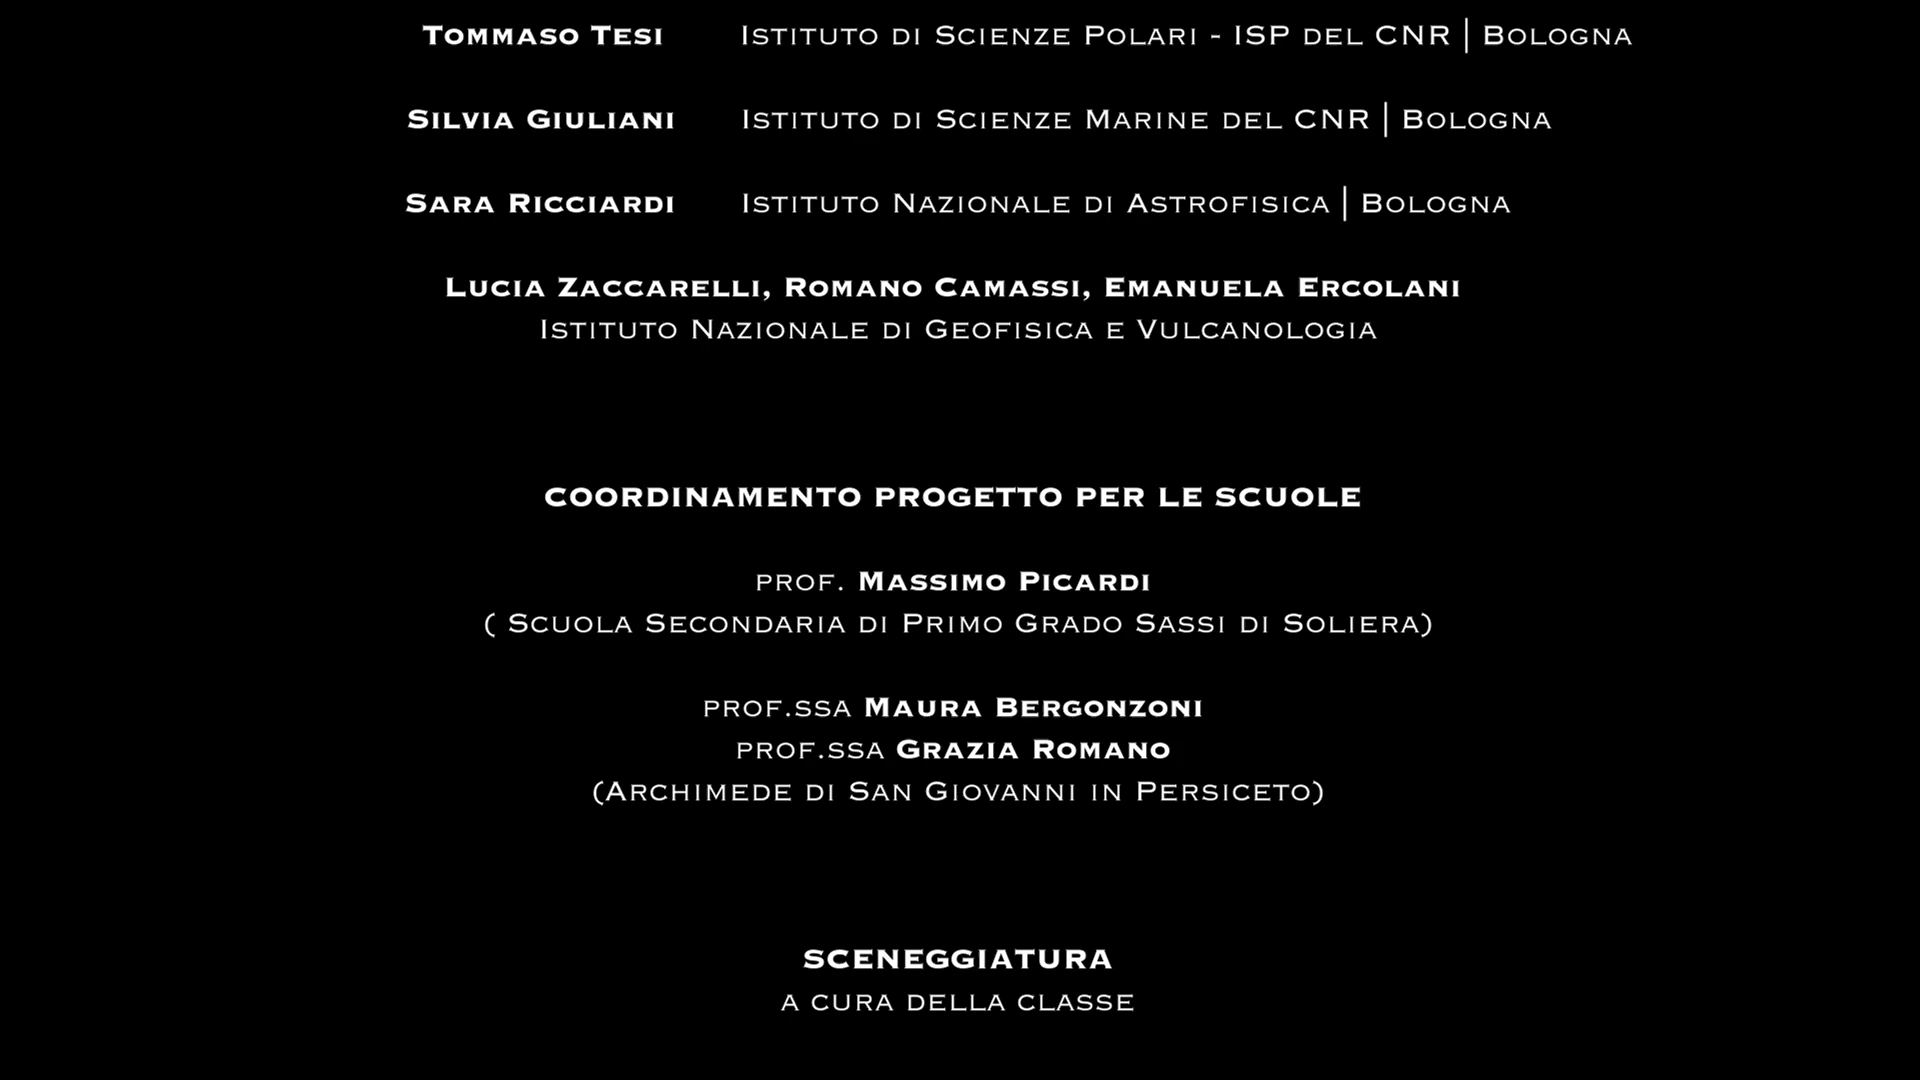 Tommaso Tesi Istituto di Scienze Polari - ISP del CNR | Bologna
Silvia Giuliani Istituto di Scienze Marine del CNR | Bologna
Sara Ricciardi Istituto Nazionale di Astrofisica | Bologna
Lucia Zaccarelli, Romano Camassi, Emanuela Ercolani
Istituto Nazionale di Geofisica e Vulcanologia
COORDINAMENTO PROGETTO PER LE SCUOLE
prof. Massimo Picardi
( Scuola Secondaria di Primo Grado Sassi di Soliera)
prof.ssa Maura Bergonzoni
prof.ssa Grazia Romano
(Archimede di San Giovanni in Persiceto)
SCENEGGIATURA
a cura della classe